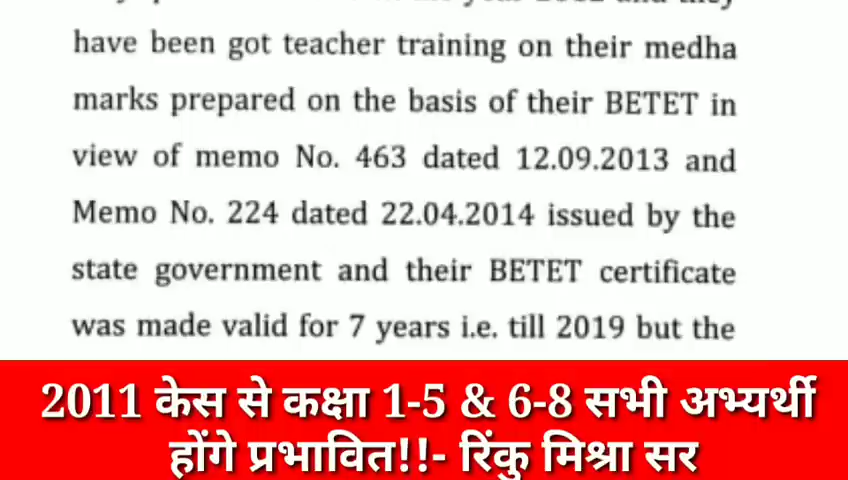 have been got teacher training on their medha
marks prepared on the basis of their BETET in
view of memo No. 463 dated 12.09.2013 and
Memo No. 224 dated 22.04.2014 issued by the
state government and their BETET certificate
was made valid for 7 years i.e. till 2019 but the
2011 केस से कक्षा 1-5 & 6-8 सभी अभ्यर्थी
होंगे प्रभावित!!- रिंकु मिश्रा सर